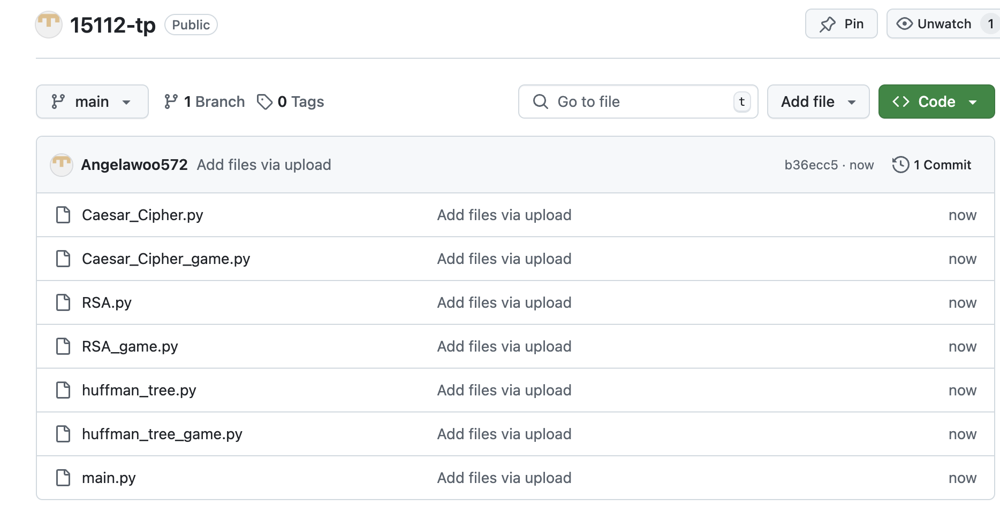 15112-tp Public Pin Unwatch 1
main 1 Branch 0 Tags Go to file t Add file Code
Angelawoo572 Add files via upload b36ecc5 · now 1 Commit
Caesar_Cipher.py Add files via upload now
Caesar_Cipher_game.py Add files via upload now
RSA.py Add files via upload now
RSA_game.py Add files via upload now
huffman_tree.py Add files via upload now
huffman_tree_game.py Add files via upload now
main.py Add files via upload now